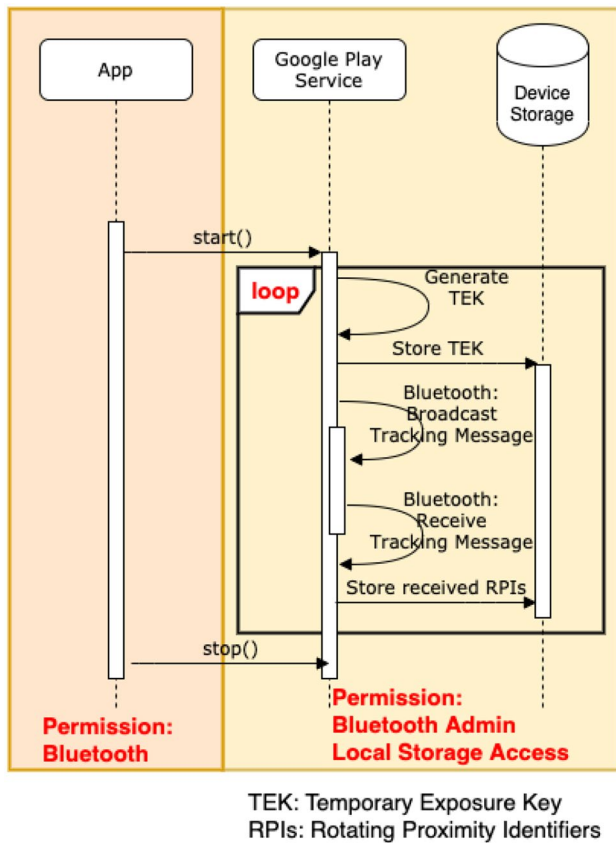 App
Google Play
Service
Device
Storage
start()
loop
Generate
TEK
Store TEK
Bluetooth:
Broadcast
Tracking Message
Bluetooth:
Receive
Tracking Message
Store received RPIs
stop()
Permission:
Bluetooth
Permission:
Bluetooth Admin
Local Storage Access
TEK: Temporary Exposure Key
RPIs: Rotating Proximity Identifiers